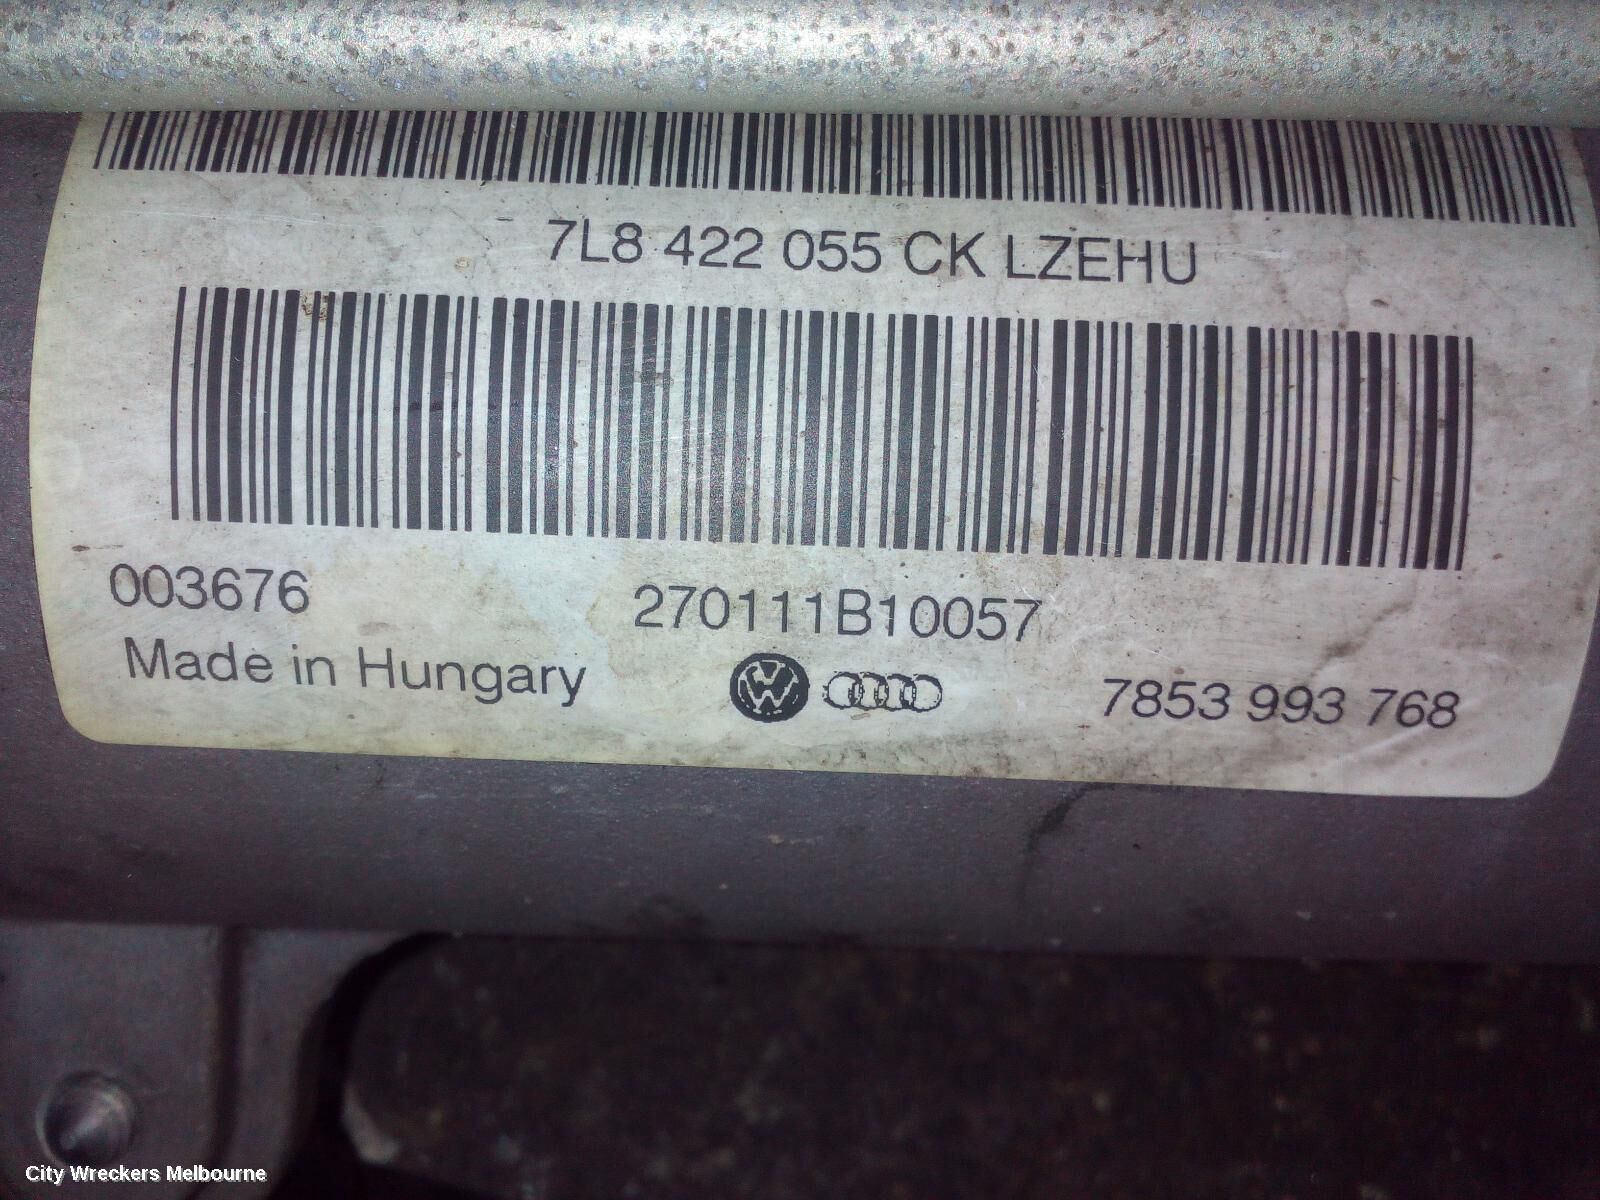 7L8 422 055 CK LZEHU
003676 270111B10057
Made in Hungary 7853 993 768
City Wreckers Melbourne